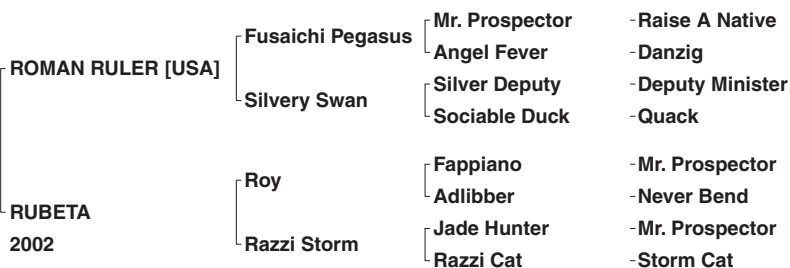 Mr. Prospector -Raise A Native
Fusaichi Pegasus
Angel Fever -Danzig
ROMAN RULER [USA]
Silver Deputy -Deputy Minister
Silvery Swan
Sociable Duck -Quack
Fappiano -Mr. Prospector
Roy
Adlibber -Never Bend
RUBETA
Jade Hunter -Mr. Prospector
2002
Razzi Storm
Razzi Cat -Storm Cat